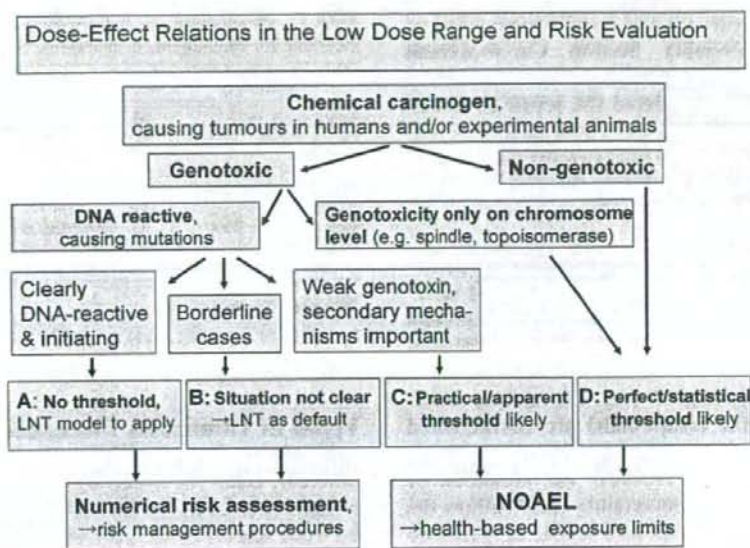 Dose-Effect Relations in the Low Dose Range and Risk Evaluation
Chemical carcinogen,
causing tumours in humans and/or experimental animals
Genotoxic
Non-genotoxic
DNA reactive,
causing mutations
Genotoxicity only on chromosome
level (e.g. spindle, topoisomerase)
Clearly
DNA-reactive
& initiating
Borderline
cases
Weak genotoxin,
secondary mecha-
nisms important
A: No threshold,
LNT model to apply
B: Situation not clear
→LNT as default
C: Practical/apparent
threshold likely
D: Perfect/statistical
threshold likely
Numerical risk assessment,
→risk management procedures
NOAEL
→health-based exposure limits